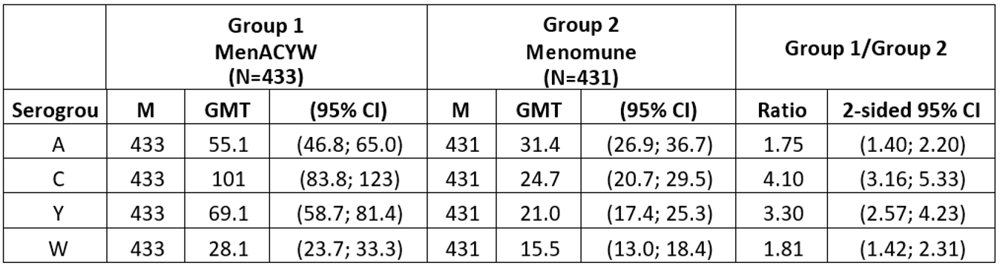 Group 1 Group 2 Group 1/Group 2
MenACYW Menomune
(N=433) (N=431)
Serogrou M GMT (95% CI) M GMT (95% CI) Ratio 2-sided 95% CI
A 433 55.1 (46.8; 65.0) 431 31.4 (26.9; 36.7) 1.75 (1.40; 2.20)
C 433 101 (83.8; 123) 431 24.7 (20.7; 29.5) 4.10 (3.16; 5.33)
Y 433 69.1 (58.7; 81.4) 431 21.0 (17.4; 25.3) 3.30 (2.57; 4.23)
W 433 28.1 (23.7; 33.3) 431 15.5 (13.0; 18.4) 1.81 (1.42; 2.31)